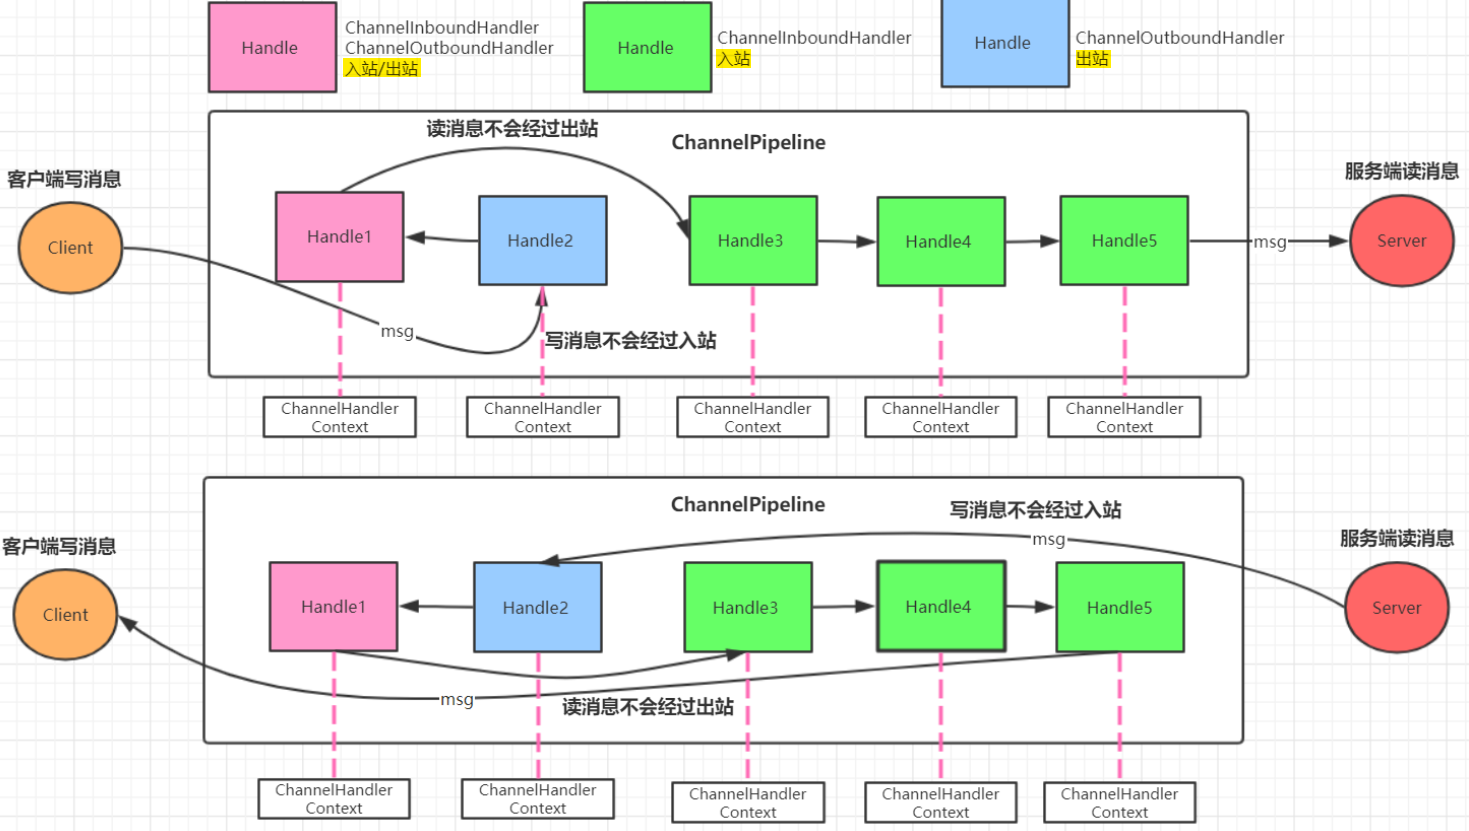 Handle
ChannelInboundHandler
ChannelOutboundHandler
入站/出站
Handle
ChannelInboundHandler
入站
Handle
ChannelOutboundHandler
出站
读消息不会经过出站
ChannelPipeline
客户端写消息
服务端读消息
Client
Handle1
Handle2
Handle3
Handle4
Handle5
msg
Server
msg
写消息不会经过入站
ChannelHandler
Context
ChannelHandler
Context
ChannelHandler
Context
ChannelHandler
Context
ChannelHandler
Context
ChannelPipeline
写消息不会经过入站
客户端写消息
msg
服务端读消息
Client
Handle1
Handle2
Handle3
Handle4
Handle5
Server
msg
读消息不会经过出站
ChannelHandler
Context
ChannelHandler
Context
ChannelHandler
Context
ChannelHandler
Context
ChannelHandler
Context